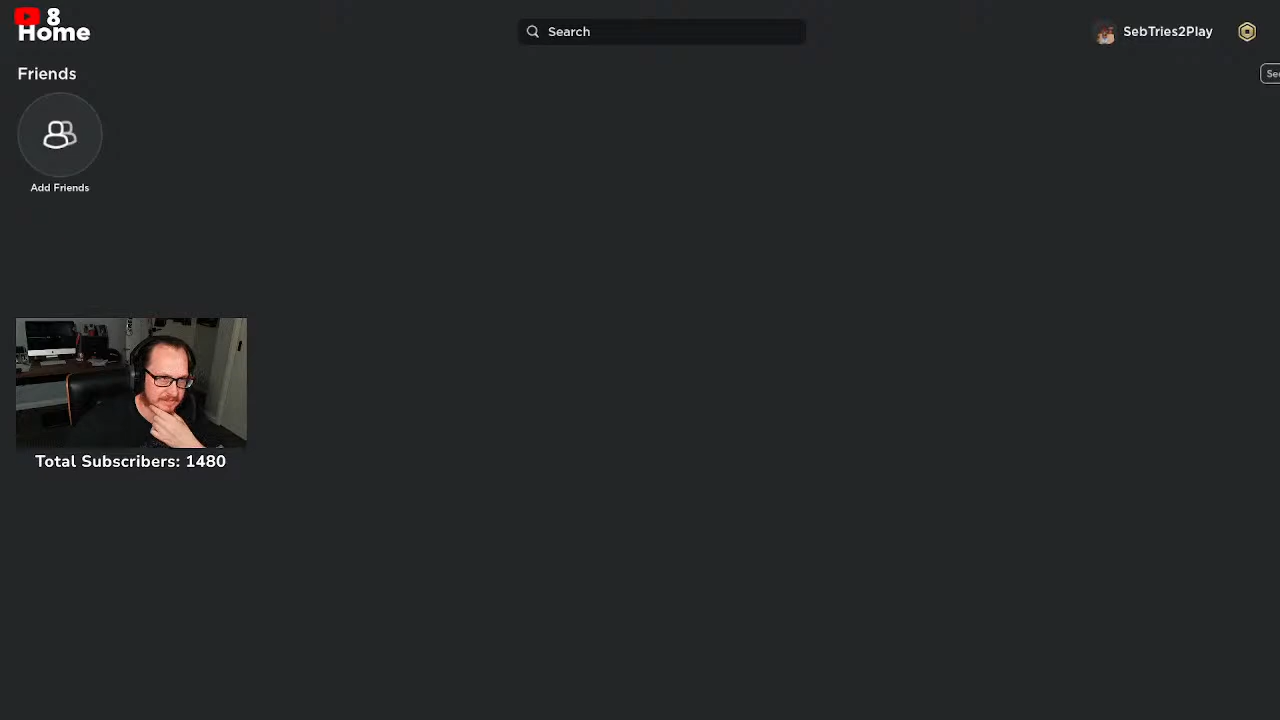 8
Home
Search
SebTries2Play
Friends
Add Friends
Total Subscribers: 1480